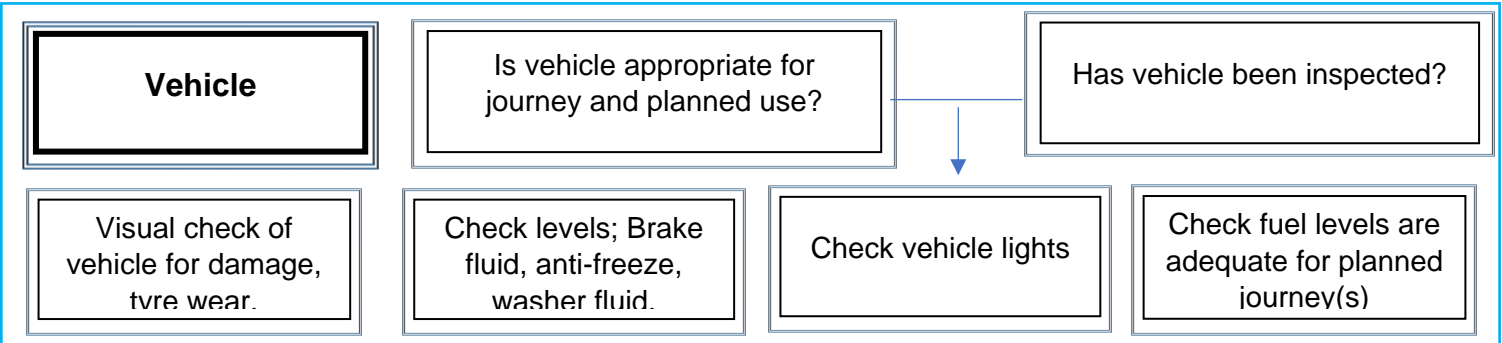 Vehicle
Is vehicle appropriate for
journey and planned use?
Has vehicle been inspected?
Visual check of
vehicle for damage,
tyre wear.
Check levels; Brake
fluid, anti-freeze,
washer fluid.
Check vehicle lights
Check fuel levels are
adequate for planned
journey(s)